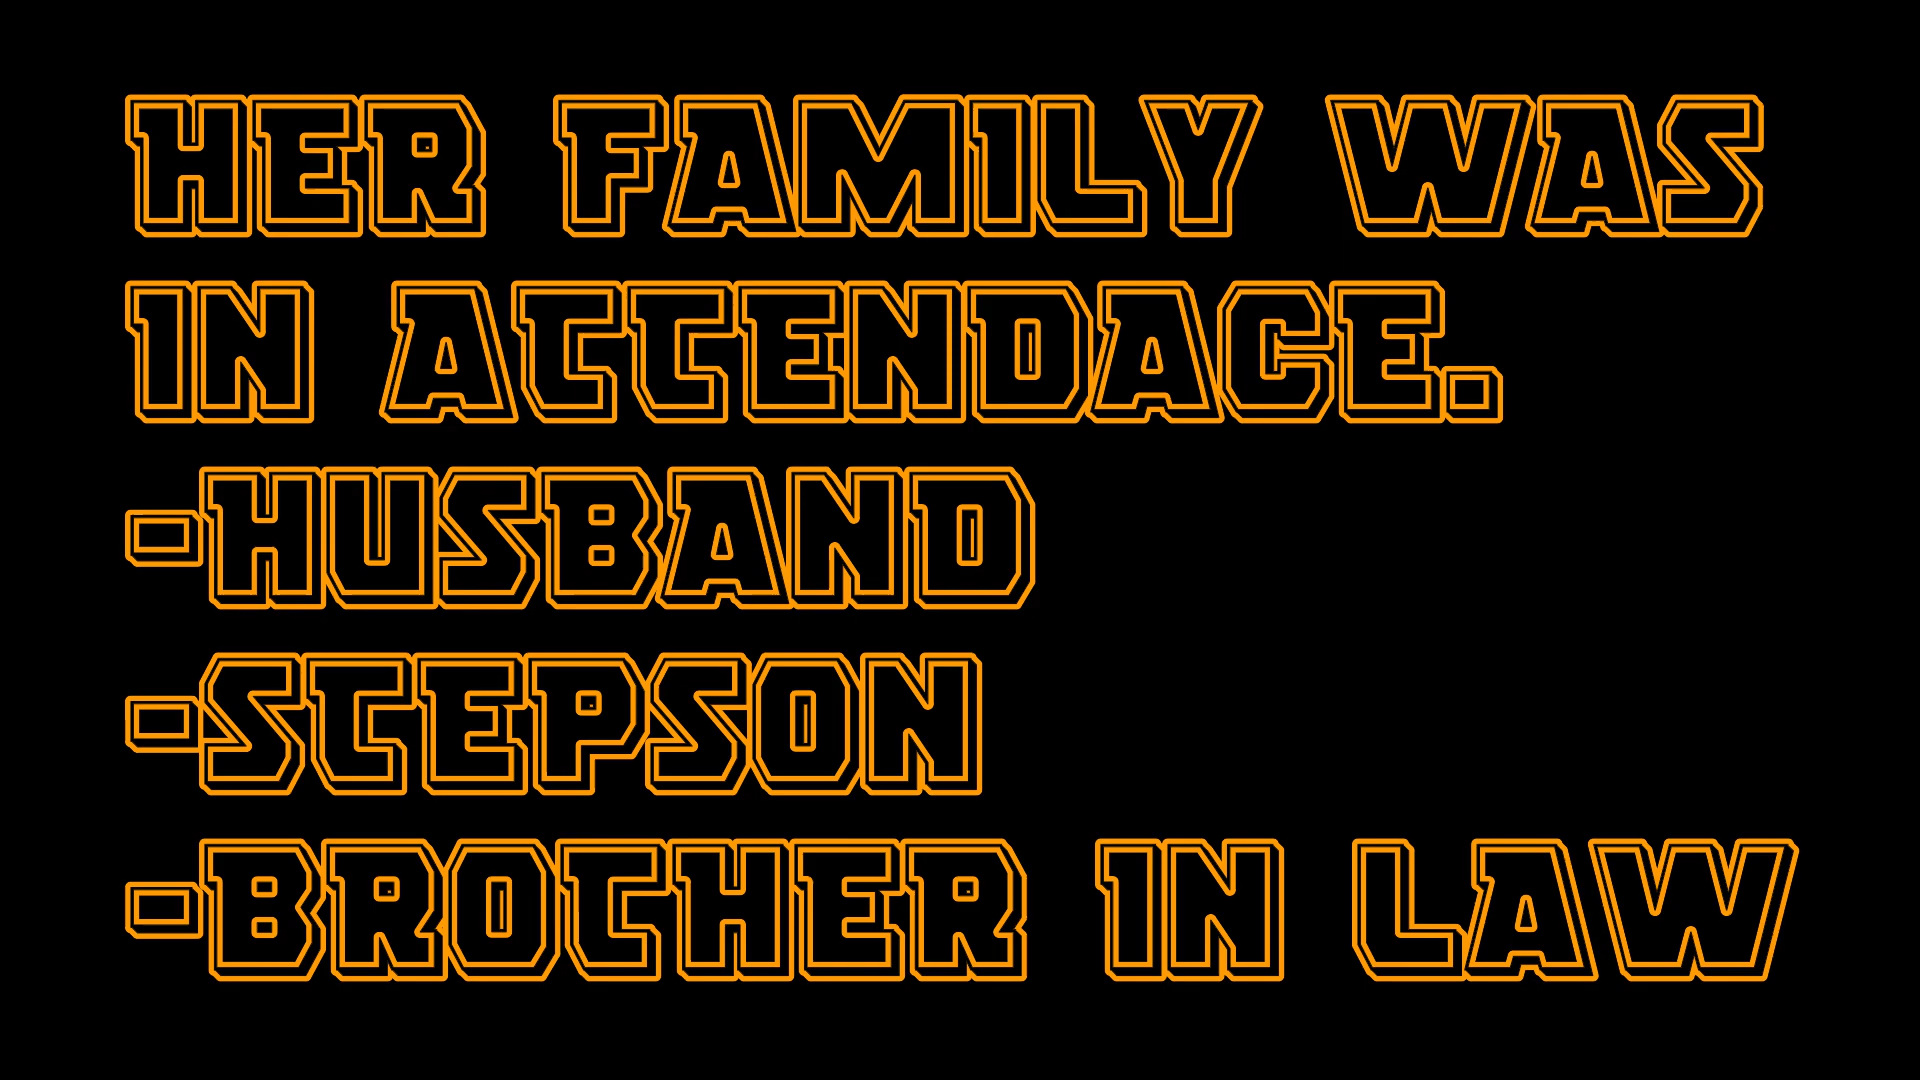 HER FAMILY WAS
IN ATTENDACE.
-HUSBAND
-STEPSON
-BROTHER IN LAW